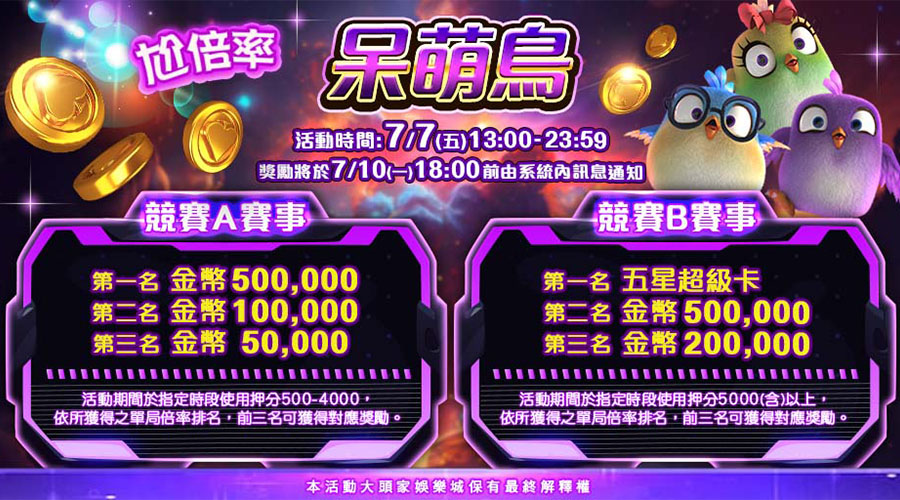 尬倍率
呆萌鳥
活動時間:7/7(五)13:00-23:59
獎勵將於7/10(一)18:00前由系統內訊息通知
競賽A賽事
第一名 金幣500,000
第二名 金幣100,000
第三名 金幣 50,000
活動期間於指定時段使用押分500-4000，
依所獲得之單局倍率排名，前三名可獲得對應獎勵。
競賽B賽事
第一名 五星超級卡
第二名 金幣500,000
第三名 金幣200,000
活動期間於指定時段使用押分5000(含)以上，
依所獲得之單局倍率排名，前三名可獲得對應獎勵。
本活動大頭家娛樂城保有最終解釋權